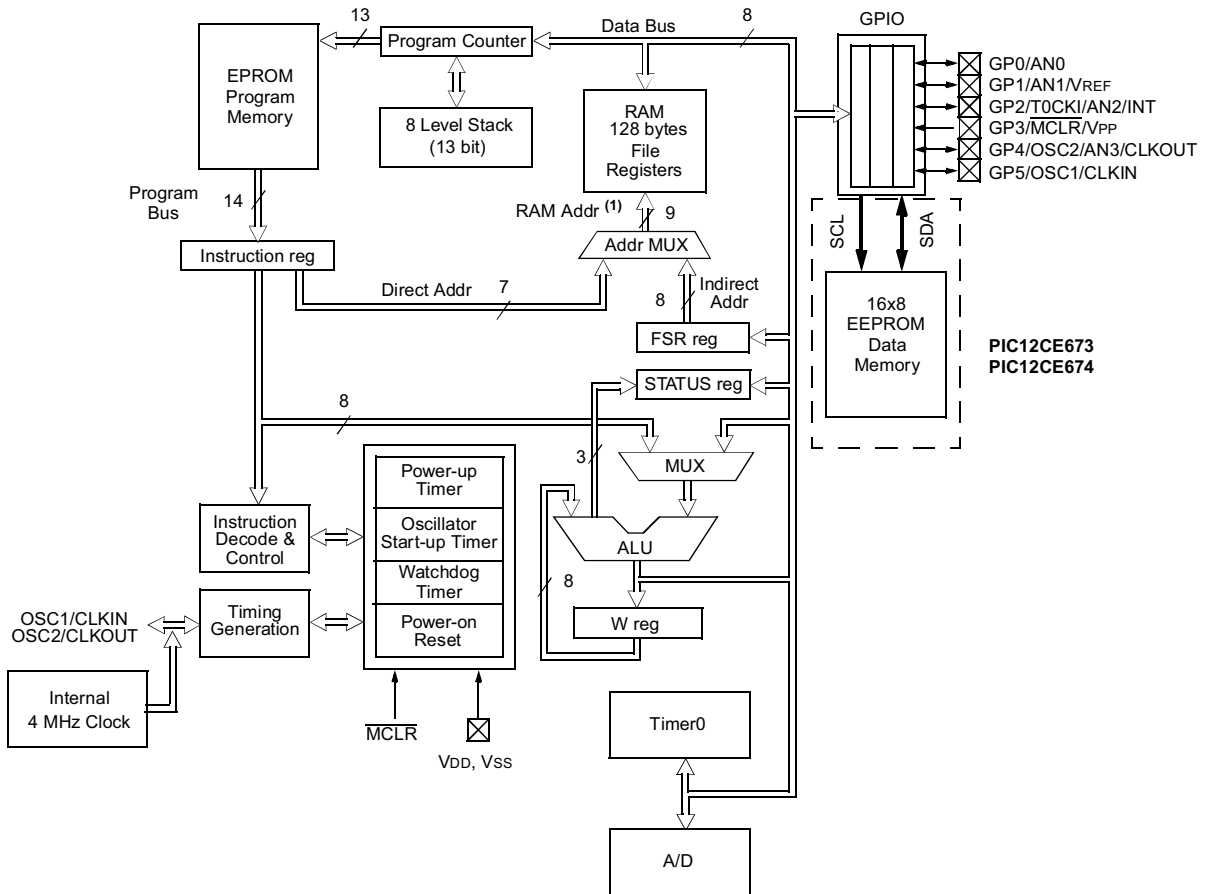 13
Data Bus
8
GPIO
EPROM
Program
Memory
Program Counter
8 Level Stack
(13 bit)
RAM
128 bytes
File
Registers
GP0/AN0
GP1/AN1/VREF
GP2/T0CKI/AN2/INT
GP3/MCLR/VPP
GP4/OSC2/AN3/CLKOUT
GP5/OSC1/CLKIN
Program
Bus
14
RAM Addr (1)
9
SCL
SDA
Instruction reg
Addr MUX
Direct Addr
7
8
Indirect
Addr
16x8
EEPROM
Data
Memory
FSR reg
PIC12CE673
PIC12CE674
STATUS reg
8
3
MUX
Power-up
Timer
Oscillator
Start-up Timer
Watchdog
Timer
Power-on
Reset
Instruction
Decode &
Control
ALU
8
OSC1/CLKIN
OSC2/CLKOUT
Timing
Generation
W reg
Internal
4 MHz Clock
MCLR
VDD, VSS
Timer0
A/D